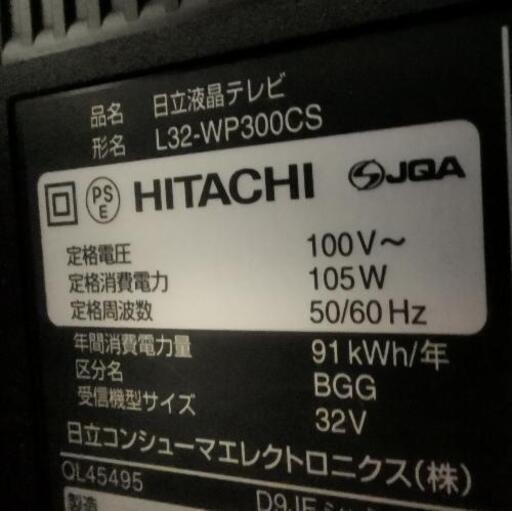 品名 日立液晶テレビ
形名 L32-WP300CS
PS E HITACHI JQA
定格電圧 100V～
定格消費電力 105W
定格周波数 50/60Hz
年間消費電力量 91kWh/年
区分名 BGG
受信機型サイズ 32V
日立コンシューマエレクトロニクス(株)
QL45495
製造